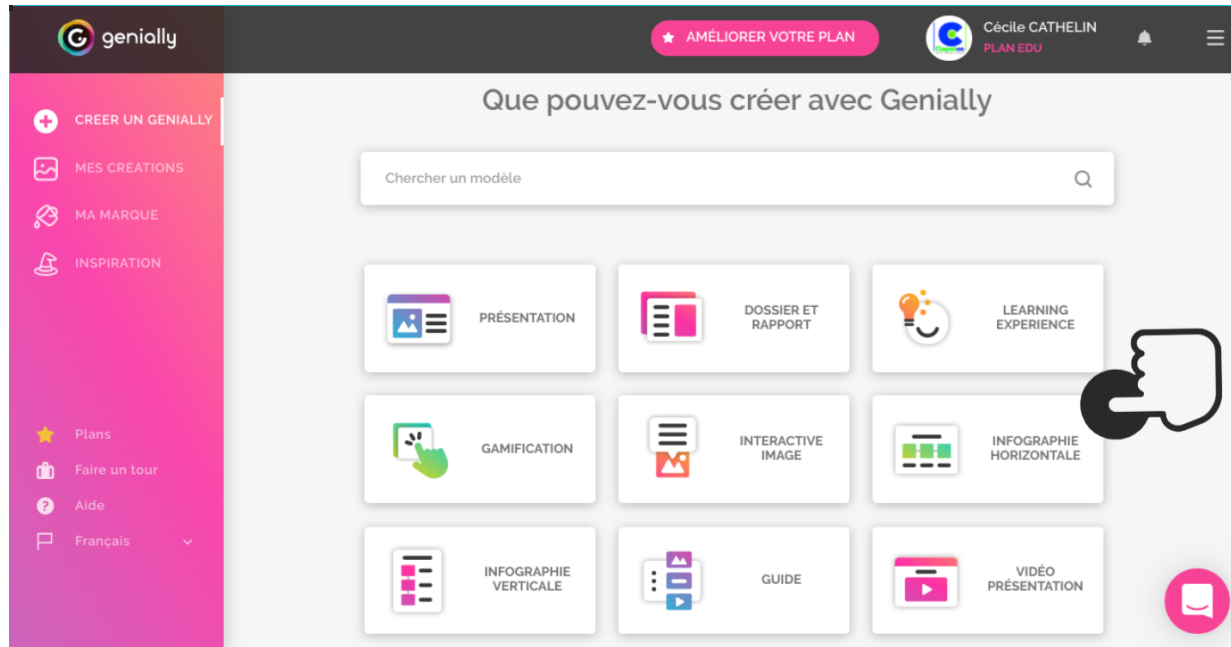 genially
AMÉLIORER VOTRE PLAN
Cécile CATHELIN
PLAN EDU
CREER UN GENIALLY
MES CREATIONS
MA MARQUE
INSPIRATION
Plans
Faire un tour
Aide
Français
Que pouvez-vous créer avec Genially
Chercher un modèle
PRÉSENTATION
DOSSIER ET
RAPPORT
LEARNING
EXPERIENCE
GAMIFICATION
INTERACTIVE
IMAGE
INFOGRAPHIE
HORIZONTALE
INFOGRAPHIE
VERTICALE
GUIDE
VIDÉO
PRÉSENTATION